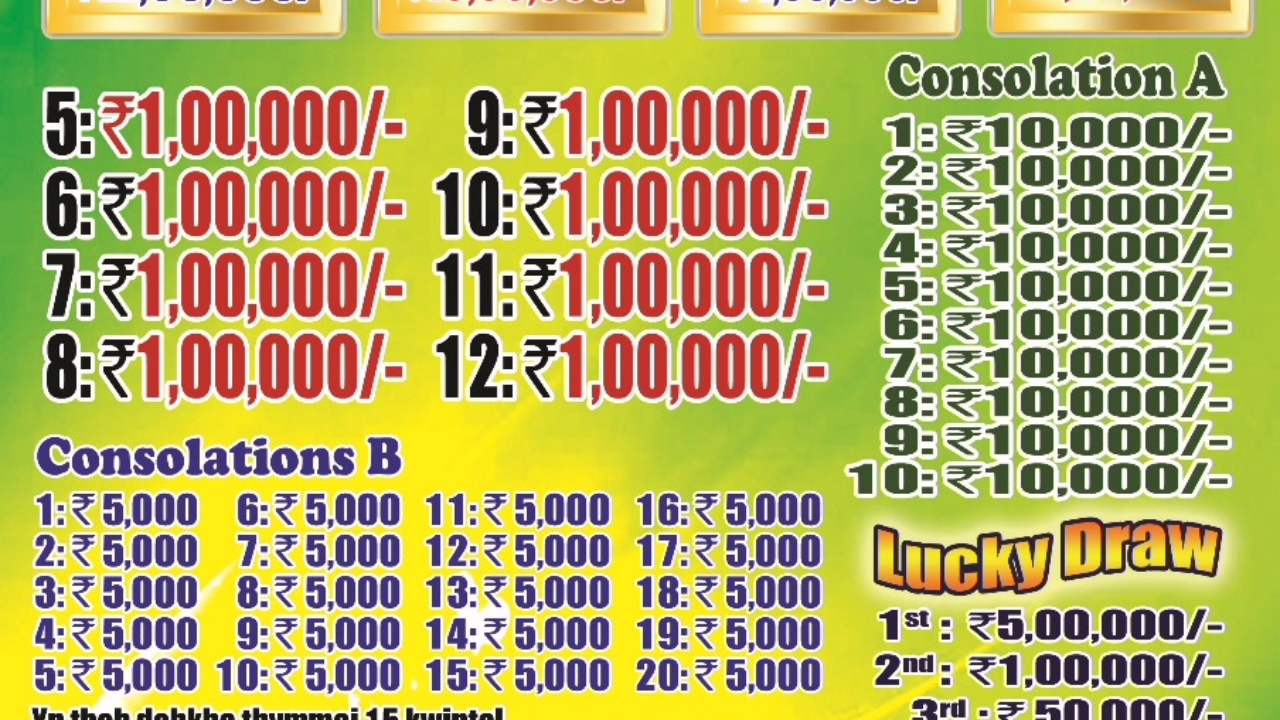 5:₹1,00,000/-
6:₹1,00,000/-
7:₹1,00,000/-
8:₹1,00,000/-
9:₹1,00,000/-
10:₹1,00,000/-
11:₹1,00,000/-
12:₹1,00,000/-
Consolation A
1:₹10,000/-
2:₹10,000/-
3:₹10,000/-
4:₹10,000/-
5:₹10,000/-
6:₹10,000/-
7:₹10,000/-
8:₹10,000/-
9:₹10,000/-
10:₹10,000/-
Consolations B
1:₹ 5,000 6:₹ 5,000 11:₹ 5,000 16:₹ 5,000
2:₹ 5,000 7:₹ 5,000 12:₹ 5,000 17:₹ 5,000
3:₹ 5,000 8:₹ 5,000 13:₹ 5,000 18:₹ 5,000
4:₹ 5,000 9:₹ 5,000 14:₹ 5,000 19:₹ 5,000
5:₹ 5,000 10:₹ 5,000 15:₹ 5,000 20:₹ 5,000
Lucky Draw
1st : ₹5,00,000/-
2nd : ₹1,00,000/-
3rd : ₹ 50,000/-